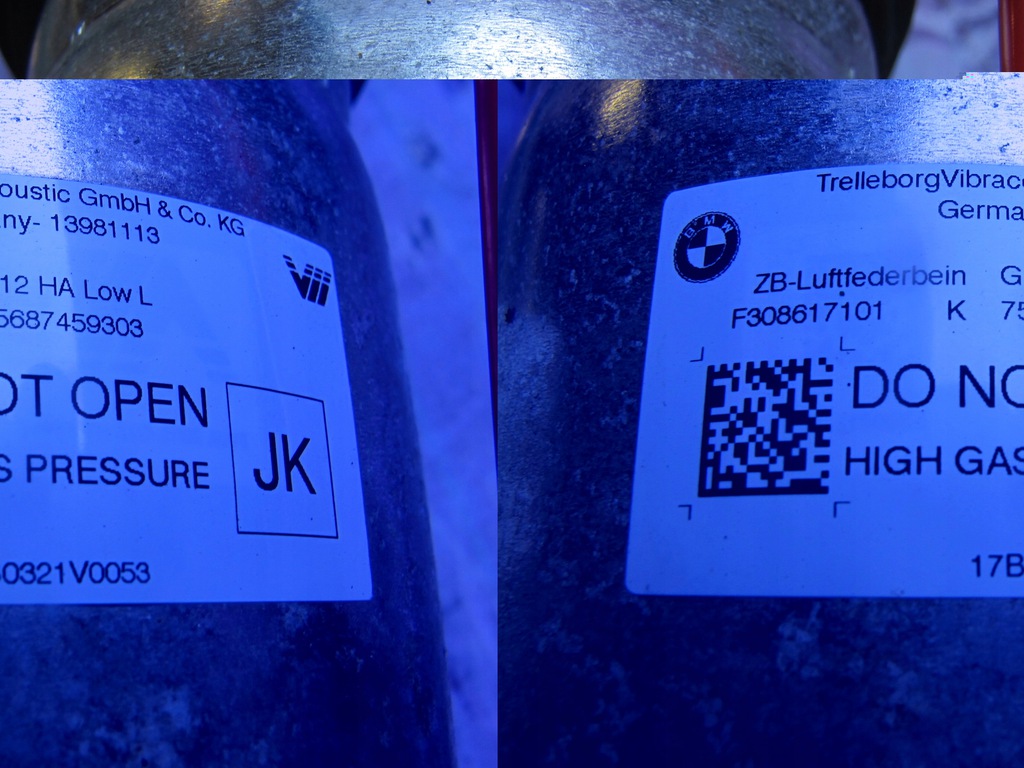 oustic GmbH & Co. KG
any- 13981113
12 HA Low L
5687459303
OT OPEN
S PRESSURE
JK
0321V0053
TrelleborgVibrac
Germa
BMW
ZB-Luftfederbein G
F308617101 K 75
DO NO
HIGH GAS
17B